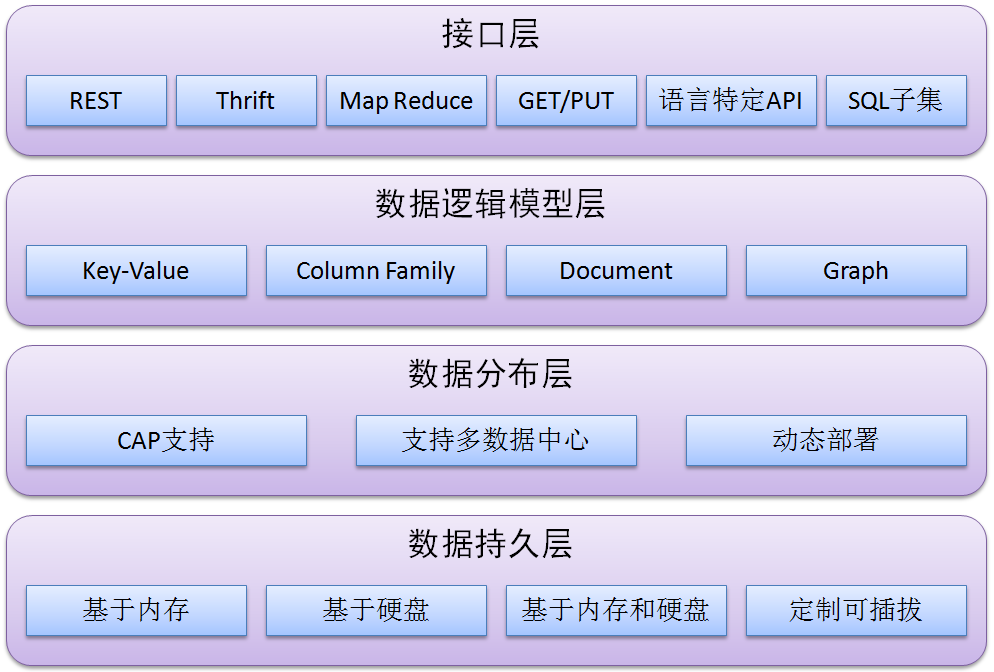 接口层
REST Thrift Map Reduce GET/PUT 语言特定API SQL子集
数据逻辑模型层
Key-Value Column Family Document Graph
数据分布层
CAP支持 支持多数据中心 动态部署
数据持久层
基于内存 基于硬盘 基于内存和硬盘 定制可插拔